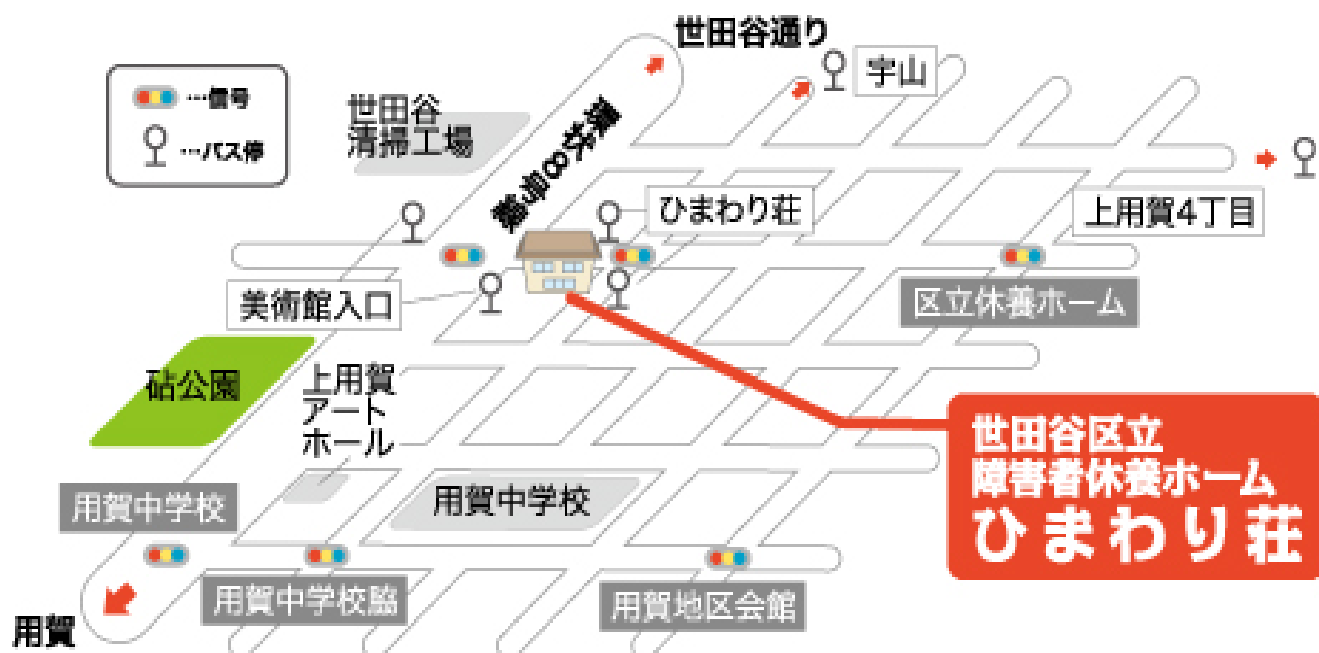 世田谷通り
宇山
…信号
…バス停
世田谷
清掃工場
環状8号線
ひまわり荘
上用賀4丁目
美術館入口
区立休養ホーム
砧公園
上用賀
アート
ホール
世田谷区立
障害者休養ホーム
ひまわり荘
用賀中学校
用賀中学校
用賀中学校脇
用賀地区会館
用賀